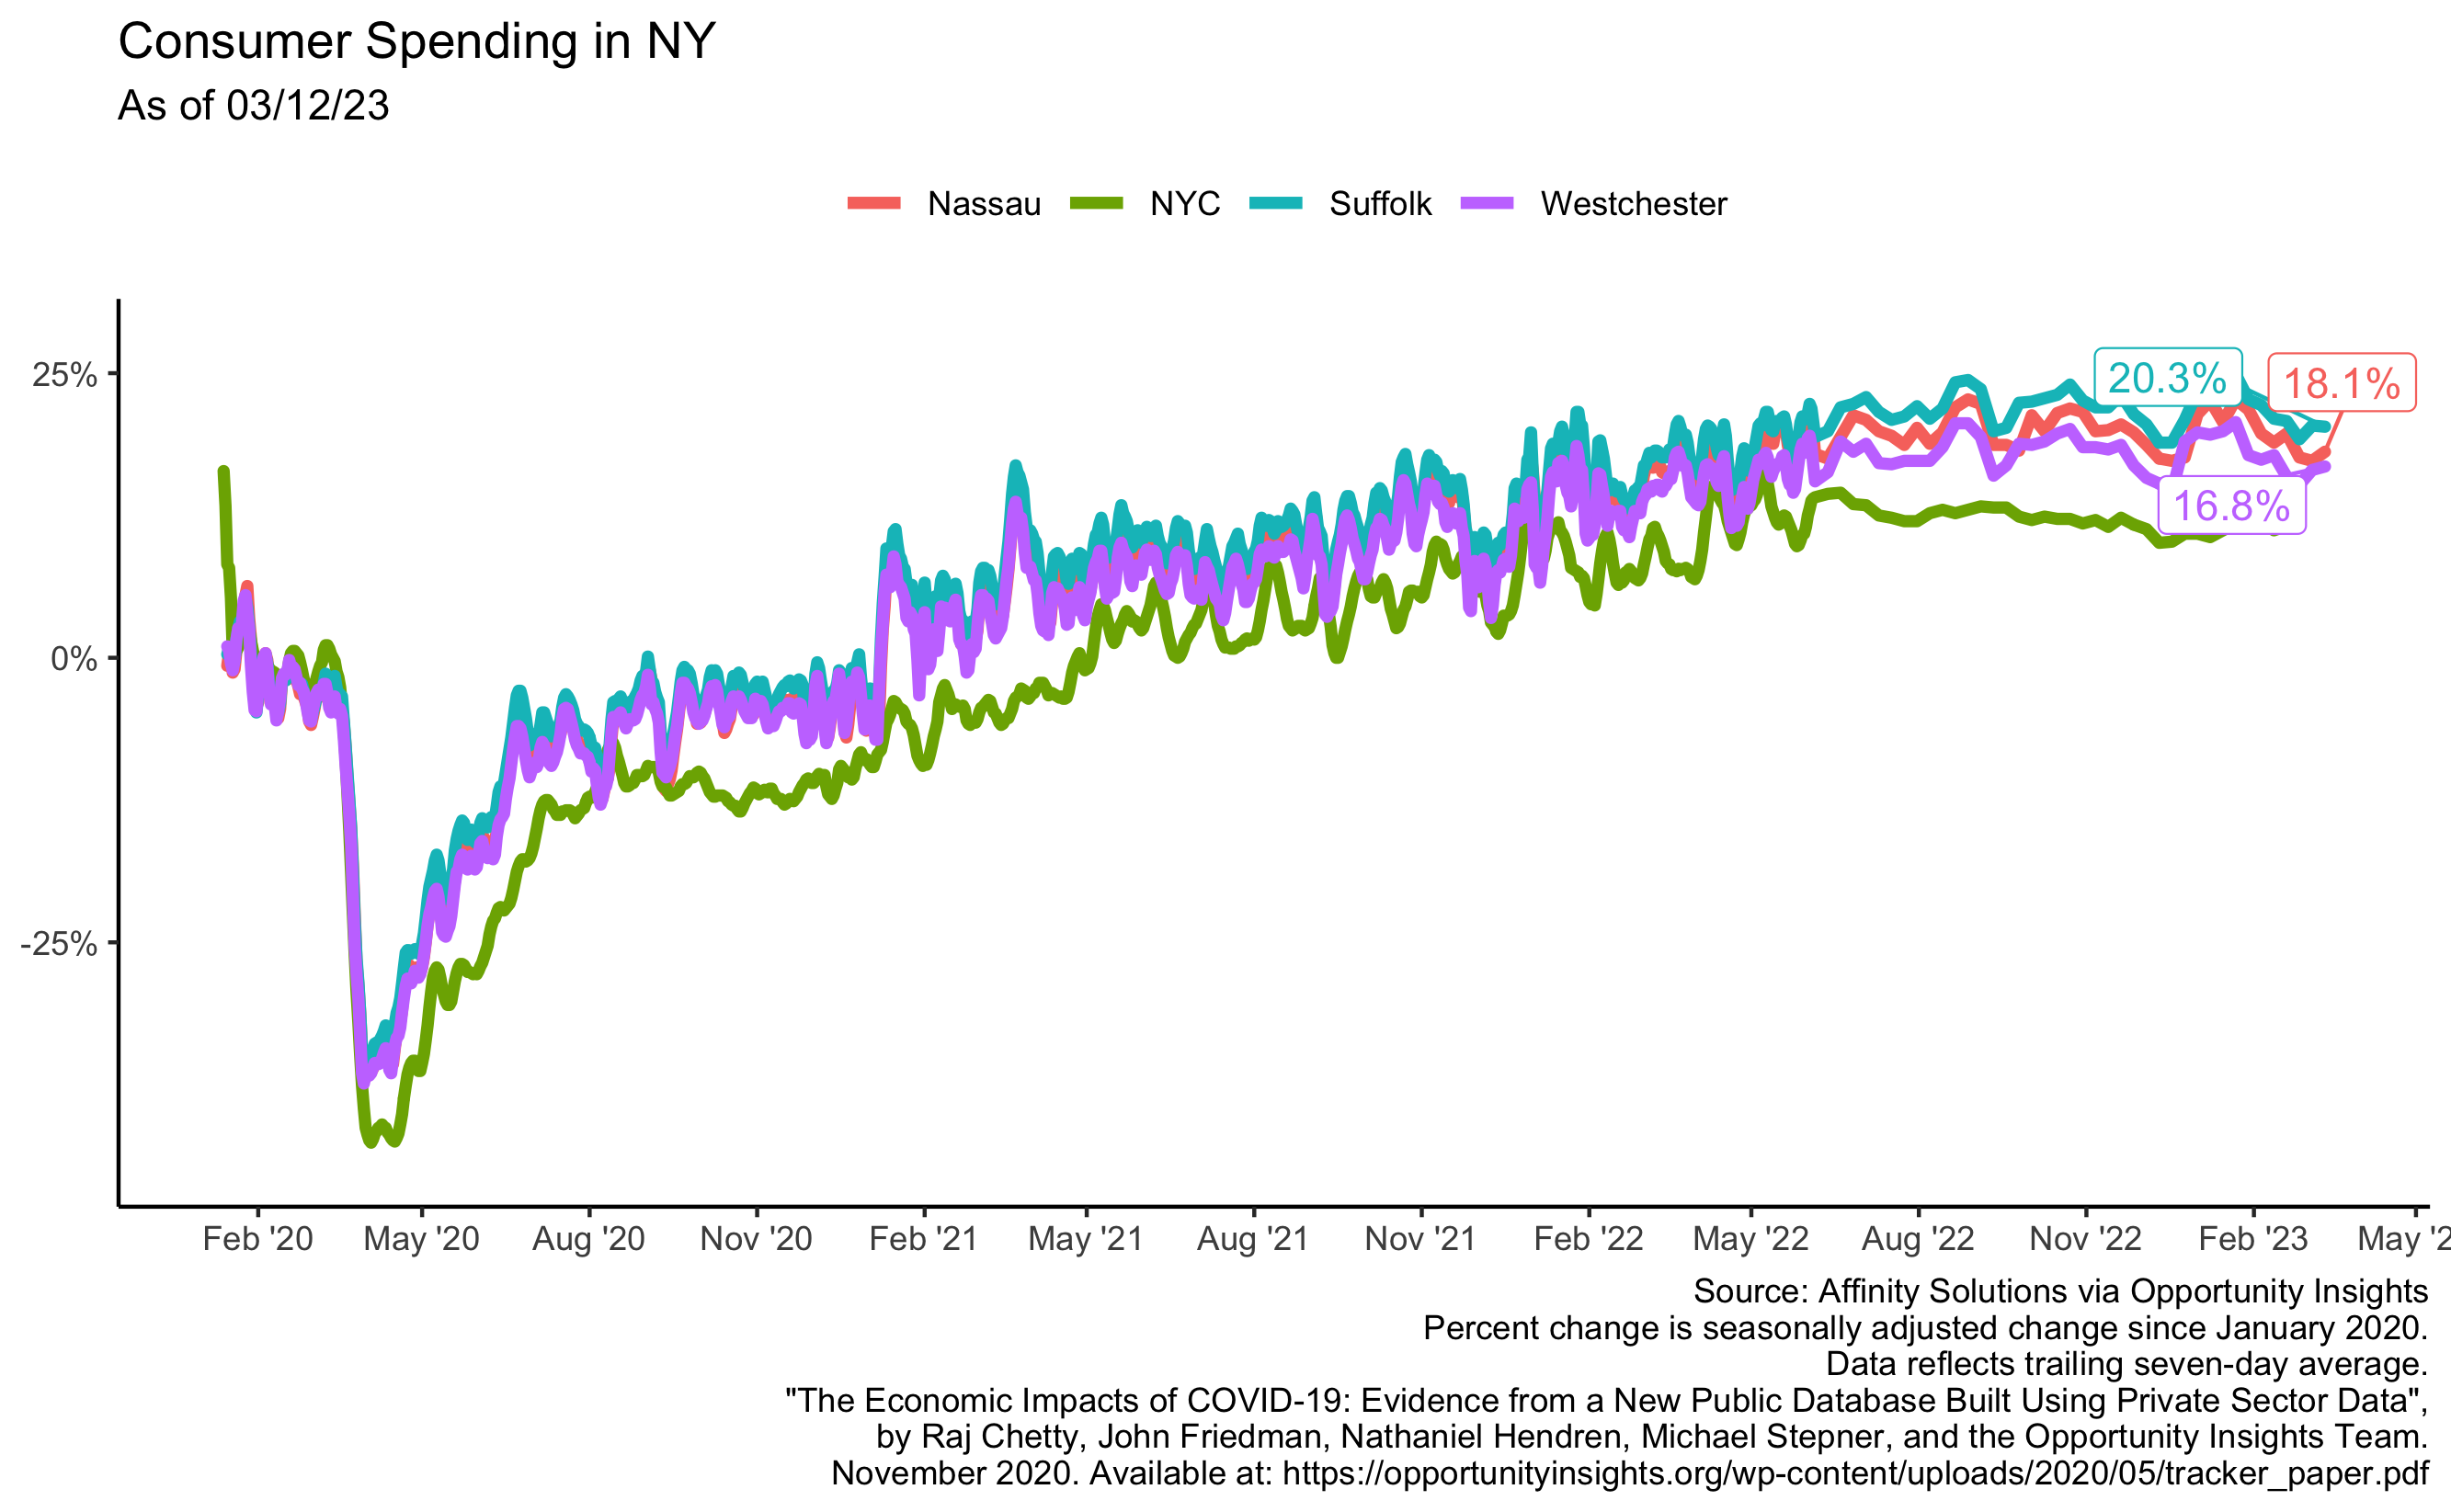 Consumer Spending in NY
As of 03/12/23
Nassau NYC Suffolk Westchester
25%
0%
-25%
20.3%
18.1%
16.8%
Feb '20 May '20 Aug '20 Nov '20 Feb '21 May '21 Aug '21 Nov '21 Feb '22 May '22 Aug '22 Nov '22 Feb '23 May '2
Source: Affinity Solutions via Opportunity Insights
Percent change is seasonally adjusted change since January 2020.
Data reflects trailing seven-day average.
"The Economic Impacts of COVID-19: Evidence from a New Public Database Built Using Private Sector Data",
by Raj Chetty, John Friedman, Nathaniel Hendren, Michael Stepner, and the Opportunity Insights Team.
November 2020. Available at: https://opportunityinsights.org/wp-content/uploads/2020/05/tracker_paper.pdf